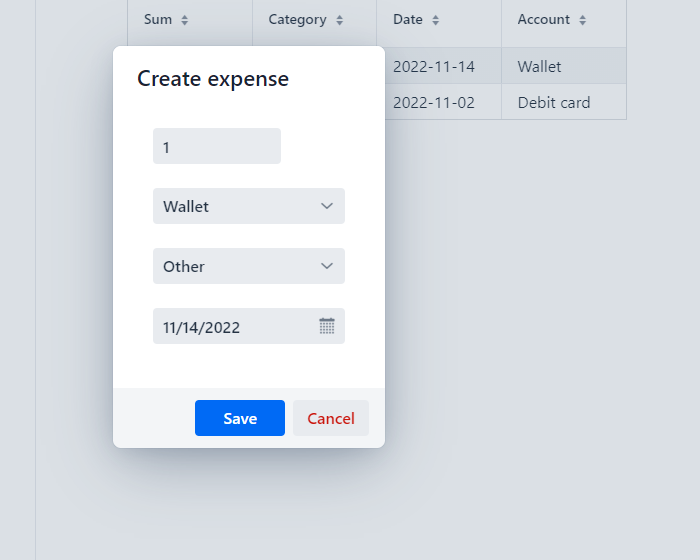 Sum Category Date Account
Create expense
2022-11-14 Wallet
2022-11-02 Debit card
1
Wallet
Other
11/14/2022
Save Cancel